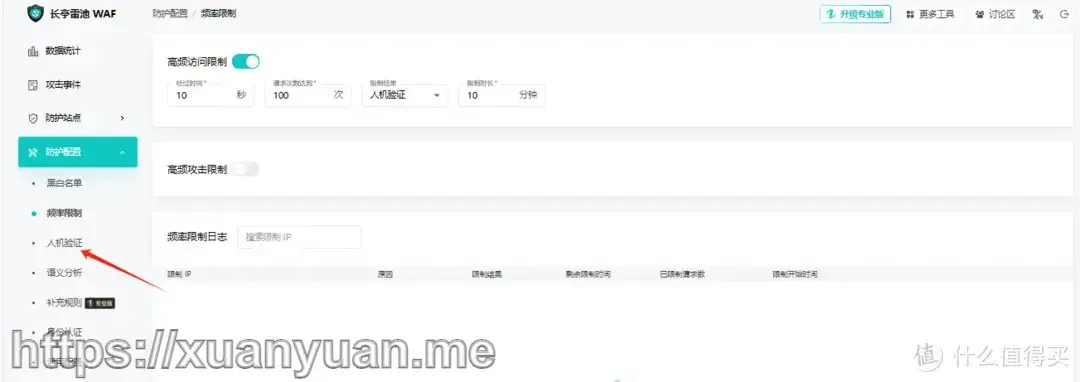 长亭雷池 WAF
防护配置 / 频率限制
升级专业版
更多工具
讨论区
数据统计
攻击事件
防护站点
防护配置
黑白名单
频率限制
人机验证
语义分析
补充规则 专业版
身份认证
高频访问限制
经过时间 *
10 秒
请求次数达到 *
100 次
限制结果
人机验证
限制时长 *
10 分钟
高频攻击限制
频率限制日志
搜索限制 IP
限制 IP 原因 限制结果 剩余限制时间 已限制请求数 限制开始时间
https://xuanyuan.me
值 什么值得买